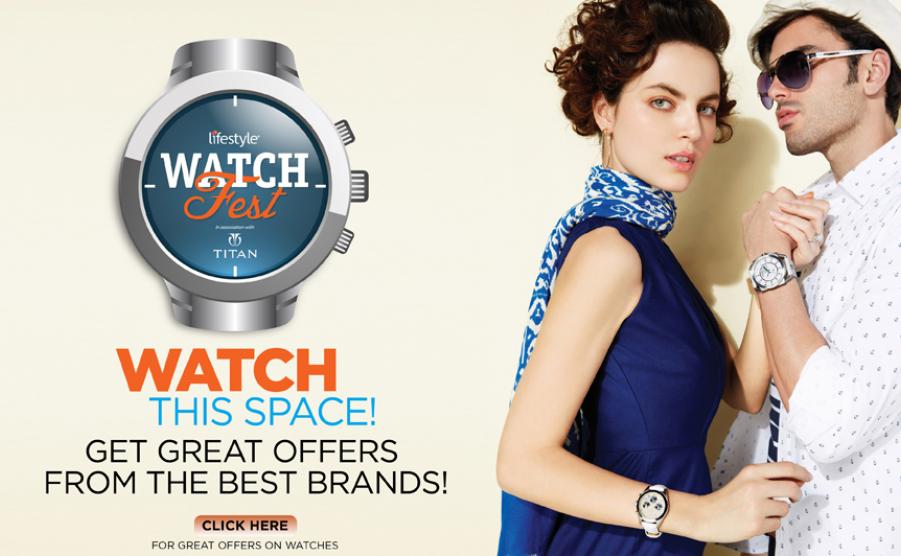 lifestyle
WATCH
Fest
In association with
TITAN
WATCH
THIS SPACE!
GET GREAT OFFERS
FROM THE BEST BRANDS!
CLICK HERE
FOR GREAT OFFERS ON WATCHES